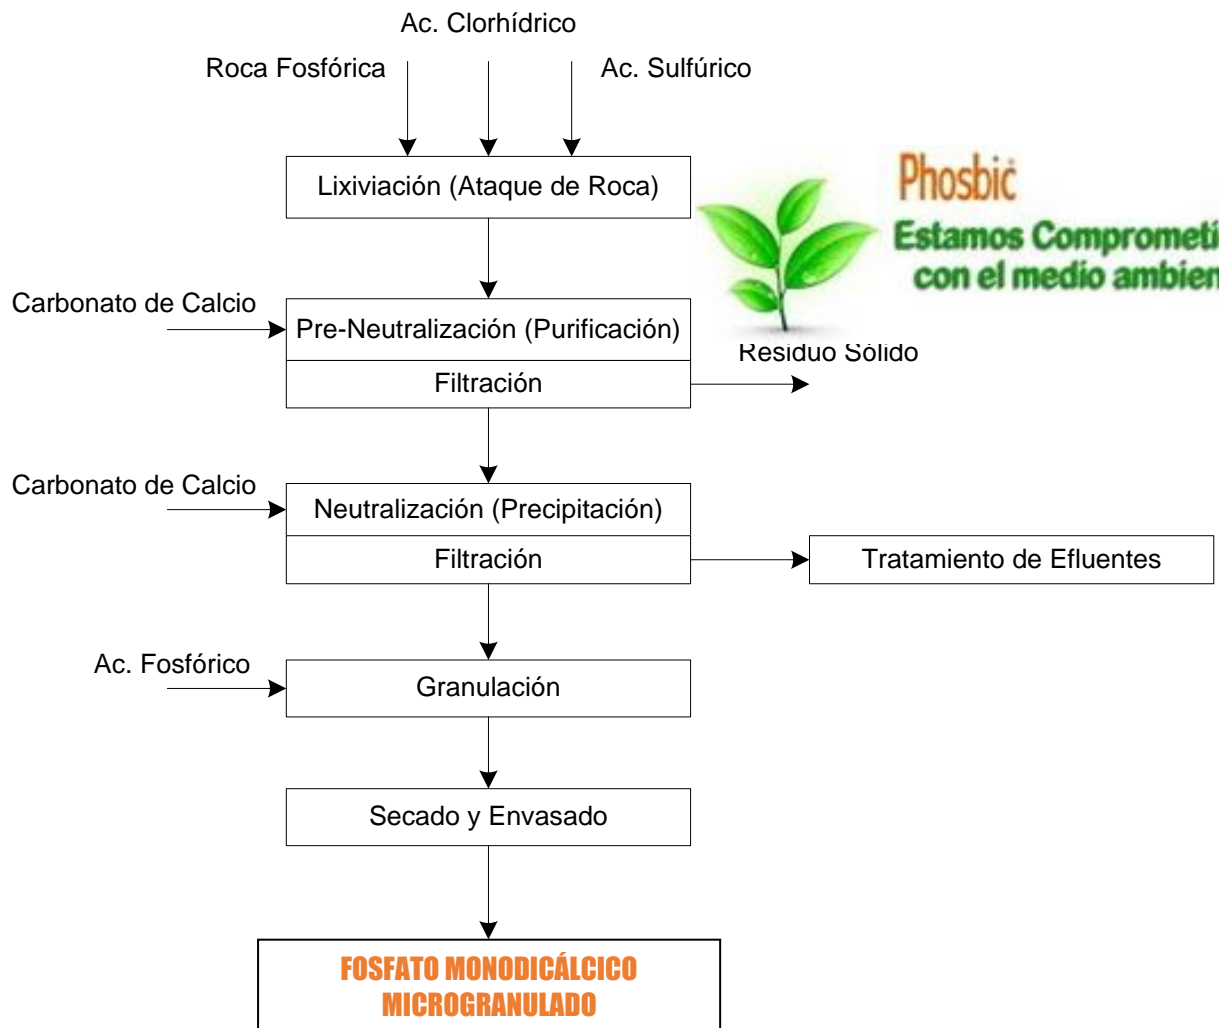 Ac. Clorhídrico
Roca Fosfórica
Ac. Sulfúrico
Lixiviación (Ataque de Roca)
Phosbic
Estamos Comprometi
con el medio ambien
Carbonato de Calcio
Pre-Neutralización (Purificación)
Residuo Sólido
Filtración
Carbonato de Calcio
Neutralización (Precipitación)
Filtración
Tratamiento de Efluentes
Ac. Fosfórico
Granulación
Secado y Envasado
FOSFATO MONODICÁLCICO
MICROGRANULADO